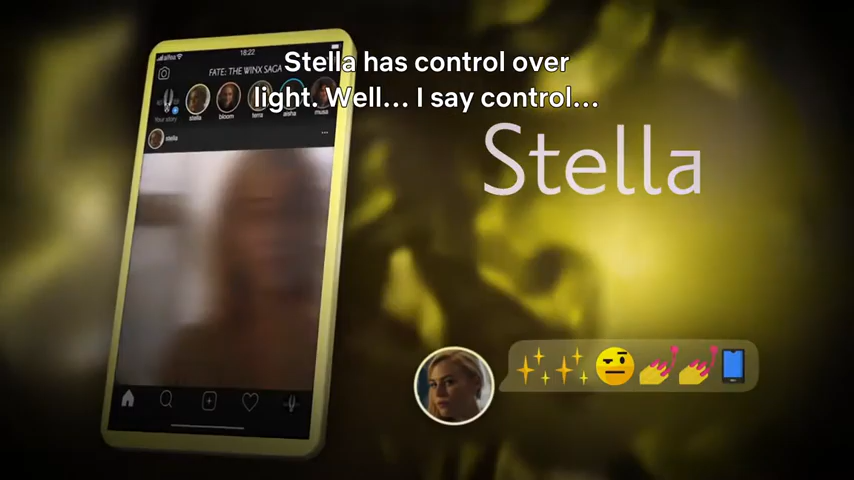 Stella has control over
light. Well... I say control...
18:22
FATE: THE WINX SAGA
Your story
stella
bloom
terra
aisha
musa
stella
Stella